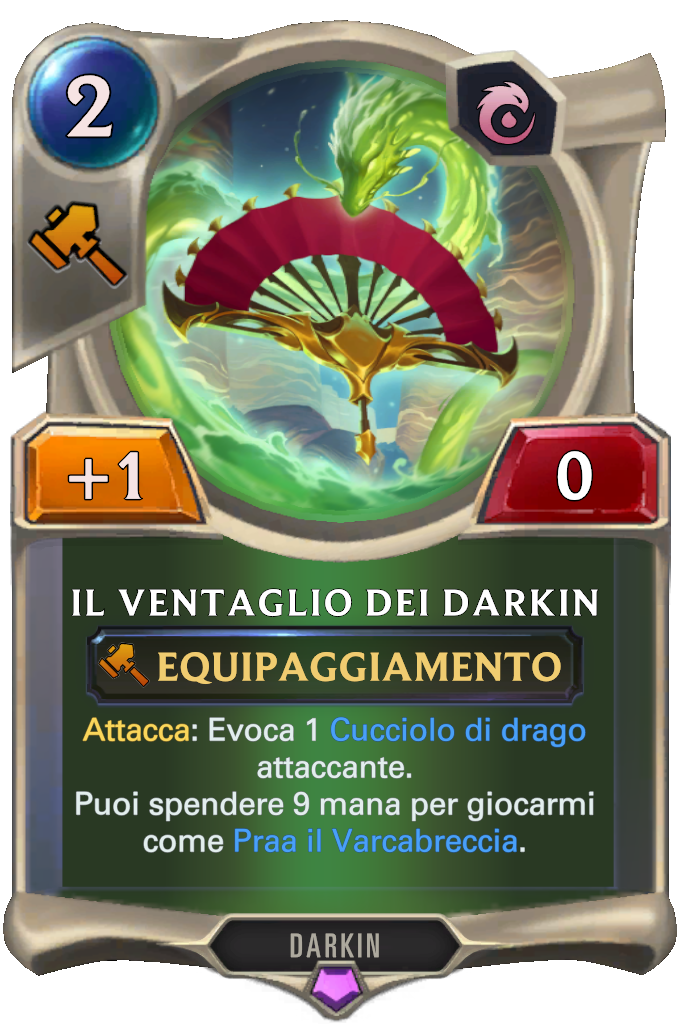 2
+1
0
IL VENTAGLIO DEI DARKIN
EQUIPAGGIAMENTO
Attacca: Evoca 1 Cucciolo di drago
attaccante.
Puoi spendere 9 mana per giocarmi
come Praa il Varcabreccia.
DARKIN